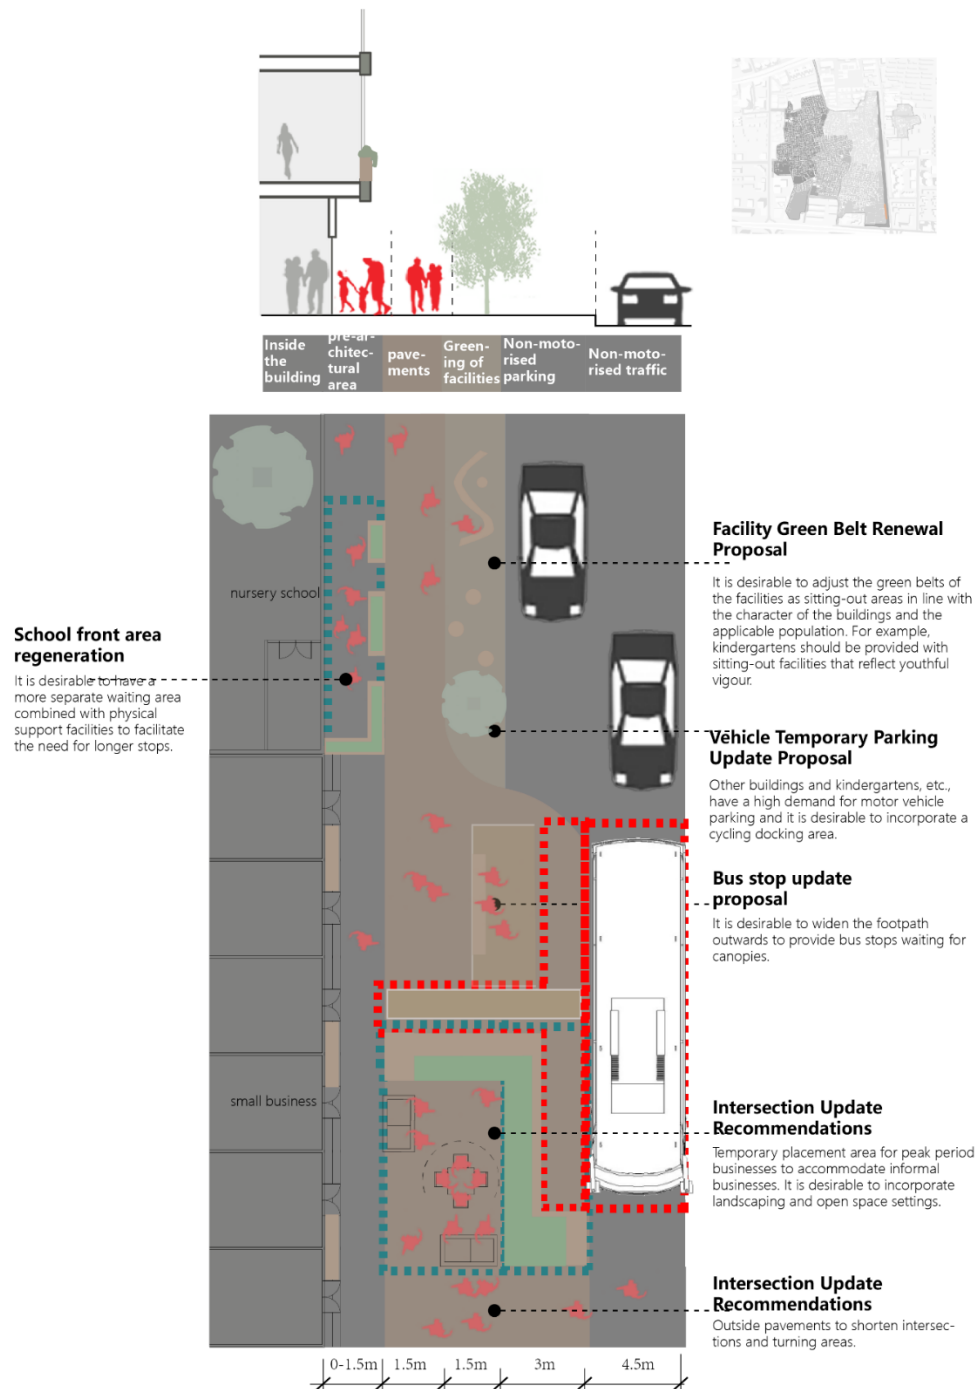 Inside
the
building
pre-ar-
chitec-
tural
area
pave-
ments
Green-
ing of
facilities
Non-moto-
rised
parking
Non-moto-
rised traffic
nursery school
School front area
regeneration
It is desirable to have a
more separate waiting area
combined with physical
support facilities to facilitate
the need for longer stops.
Facility Green Belt Renewal
Proposal
It is desirable to adjust the green belts of
the facilities as sitting-out areas in line with
the character of the buildings and the
applicable population. For example,
kindergartens should be provided with
sitting-out facilities that reflect youthful
vigour.
Vehicle Temporary Parking
Update Proposal
Other buildings and kindergartens, etc.,
have a high demand for motor vehicle
parking and it is desirable to incorporate a
cycling docking area.
Bus stop update
proposal
It is desirable to widen the footpath
outwards to provide bus stops waiting for
canopies.
small business
Intersection Update
Recommendations
Temporary placement area for peak period
businesses to accommodate informal
businesses. It is desirable to incorporate
landscaping and open space settings.
Intersection Update
Recommendations
Outside pavements to shorten intersec-
tions and turning areas.
0-1.5m 1.5m 1.5m 3m 4.5m